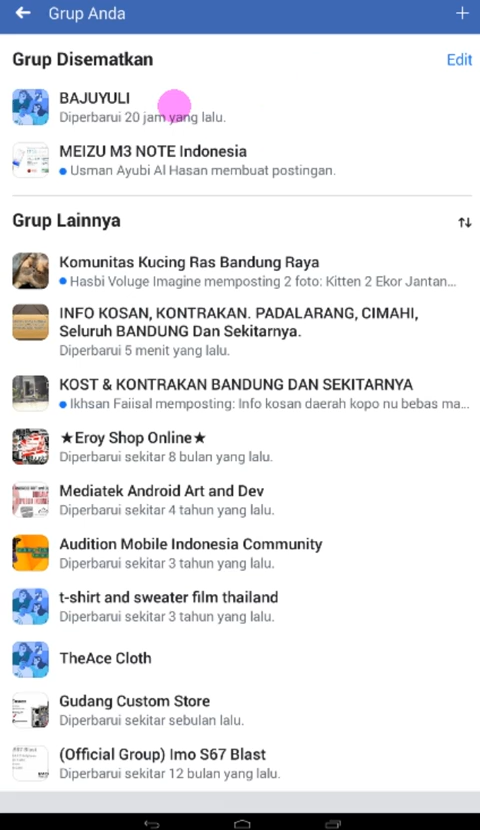 Grup Anda
Grup Disematkan
Edit
BAJUYULI
Diperbarui 20 jam yang lalu.
MEIZU M3 NOTE Indonesia
Usman Ayubi Al Hasan membuat postingan.
Grup Lainnya
Komunitas Kucing Ras Bandung Raya
Hasbi Voluge Imagine memposting 2 foto: Kitten 2 Ekor Jantan...
INFO KOSAN, KONTRAKAN. PADALARANG, CIMAHI,
Seluruh BANDUNG Dan Sekitarnya.
Diperbarui 5 menit yang lalu.
KOST & KONTRAKAN BANDUNG DAN SEKITARNYA
Ikhsan Faiisal memposting: Info kosan daerah kopo nu bebas ma...
★Eroy Shop Online★
Diperbarui sekitar 8 bulan yang lalu.
Mediatek Android Art and Dev
Diperbarui sekitar 4 tahun yang lalu.
Audition Mobile Indonesia Community
Diperbarui sekitar 3 tahun yang lalu.
t-shirt and sweater film thailand
Diperbarui sekitar 3 tahun yang lalu.
TheAce Cloth
Gudang Custom Store
Diperbarui sekitar sebulan lalu.
(Official Group) Imo S67 Blast
Diperbarui sekitar 12 bulan yang lalu.